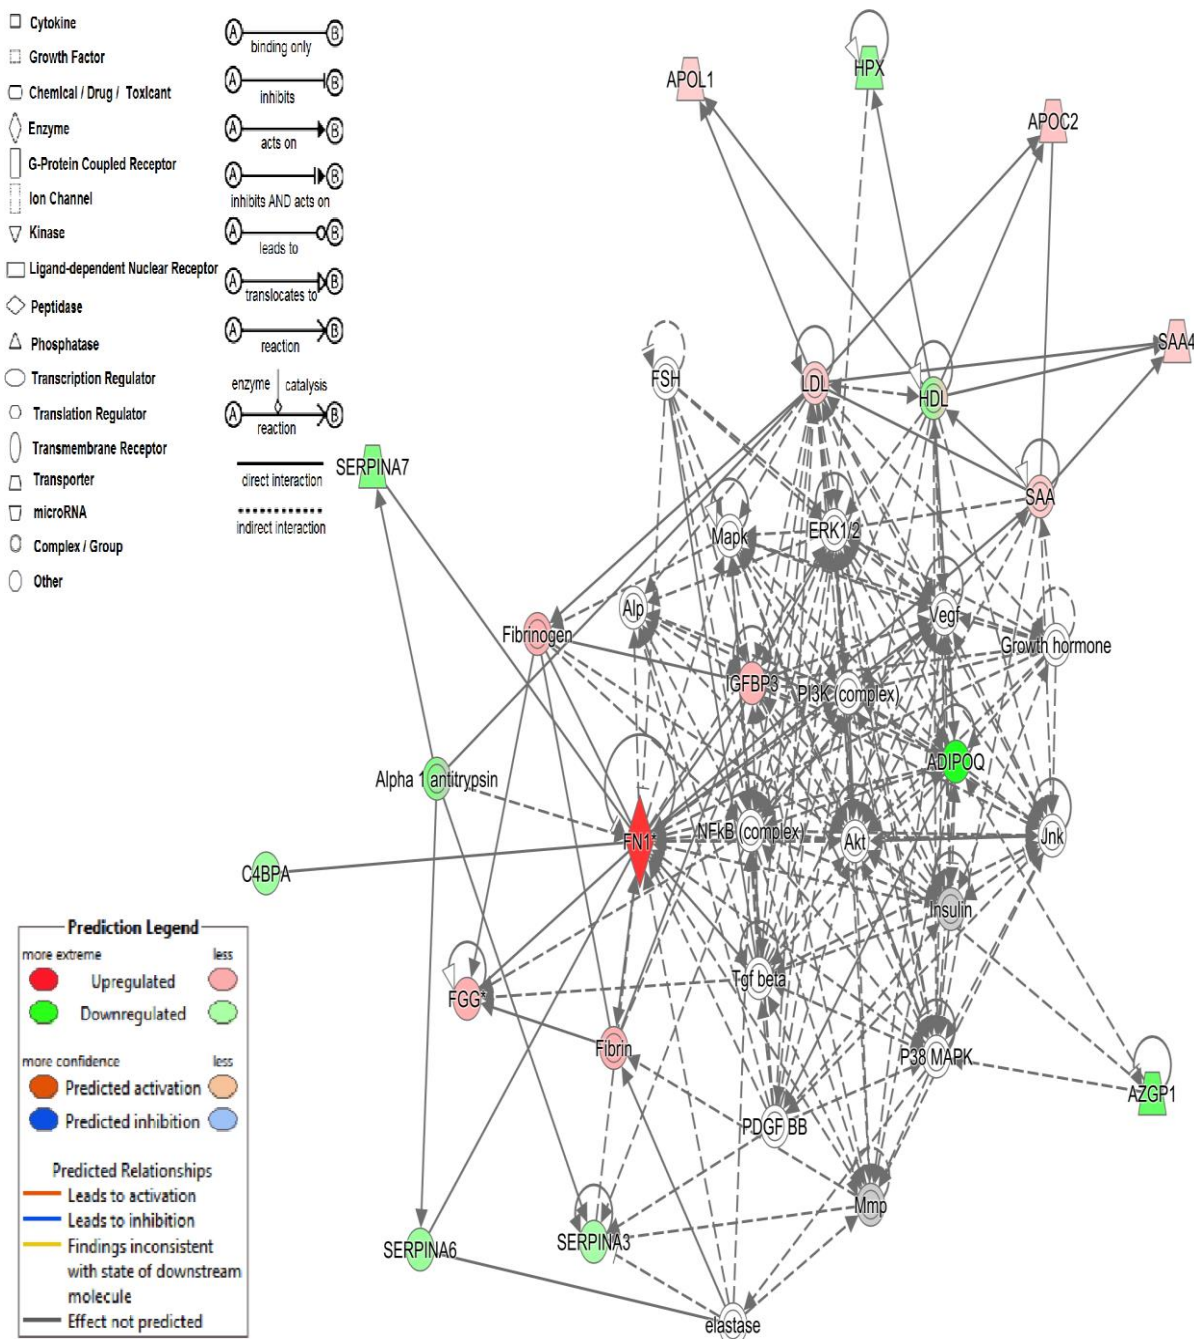 Cytokine
Growth Factor
Chemical / Drug / Toxicant
Enzyme
G-Protein Coupled Receptor
Ion Channel
Kinase
Ligand-dependent Nuclear Receptor
Peptidase
Phosphatase
Transcription Regulator
Translation Regulator
Transmembrane Receptor
Transporter
microRNA
Complex / Group
Other
A B
binding only
A B
inhibits
A B
acts on
A B
inhibits AND acts on
A B
leads to
A B
translocates to
A B
reaction
enzyme catalysis
A B
reaction
direct interaction
indirect interaction
APOL1
HPX
APOC2
SAA4
FSH
LDL
HDL
SERPINA7
SAA
Mapk
ERK1/2
Alp
Vegf
Fibrinogen
Growth hormone
IGFBP3
PI3K (complex)
ADIPOQ
Alpha 1 antitrypsin
NFkB (complex)
Akt
Jnk
FN1*
C4BPA
Insulin
Tgf beta
FGG*
Fibrin
P38 MAPK
AZGP1
PDGF BB
Mmp
SERPINA6
SERPINA3
elastase
Prediction Legend
more extreme less
Upregulated
Downregulated
more confidence less
Predicted activation
Predicted inhibition
Predicted Relationships
Leads to activation
Leads to inhibition
Findings inconsistent
with state of downstream
molecule
Effect not predicted